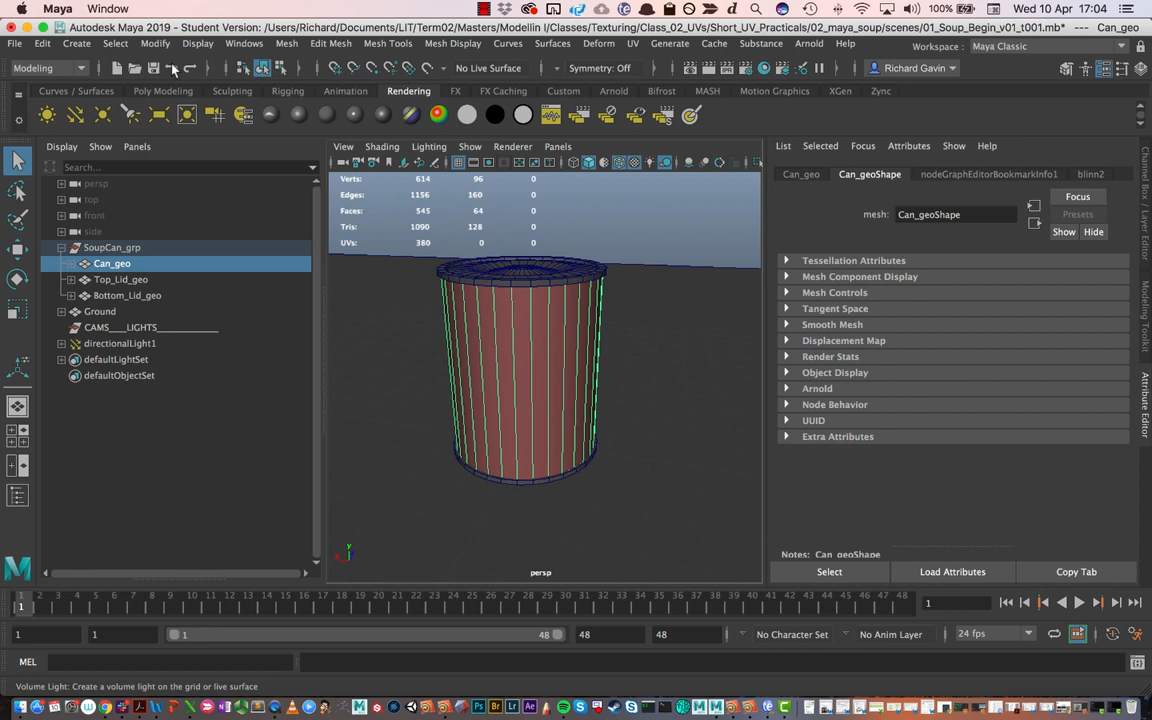 Maya Window 100% Wed 10 Apr 17:04
Autodesk Maya 2019 - Student Version: /Users/Richard/Documents/LIT/Term02/Masters/Modellin I/Classes/Texturing/Class_02_UVs/Short_UV_Practicals/02_maya_soup/scenes/01_Soup_Begin_v01_t001.mb* --- Can_geo
File Edit Create Select Modify Display Windows Mesh Edit Mesh Mesh Tools Mesh Display Curves Surfaces Deform UV Generate Cache Substance Arnold Help Workspace : Maya Classic
Modeling No Live Surface Symmetry: Off Richard Gavin
Curves / Surfaces Poly Modeling Sculpting Rigging Animation Rendering FX FX Caching Custom Arnold Bifrost MASH Motion Graphics XGen Zync
Display Show Panels
Search...
persp
top
front
side
SoupCan_grp
Can_geo
Top_Lid_geo
Bottom_Lid_geo
Ground
CAMS____LIGHTS____________
directionalLight1
defaultLightSet
defaultObjectSet
View Shading Lighting Show Renderer Panels
Verts: 614 96 0
Edges: 1156 160 0
Faces: 545 64 0
Tris: 1090 128 0
UVs: 380 0 0
persp
List Selected Focus Attributes Show Help
Can_geo Can_geoShape nodeGraphEditorBookmarkInfo1 blinn2
mesh: Can_geoShape
Focus
Presets
Show Hide
Tessellation Attributes
Mesh Component Display
Mesh Controls
Tangent Space
Smooth Mesh
Displacement Map
Render Stats
Object Display
Arnold
Node Behavior
UUID
Extra Attributes
Notes: Can_geoShape
Select Load Attributes Copy Tab
Channel Box / Layer Editor
Modeling Toolkit
Attribute Editor
1 2 3 4 5 6 7 8 9 10 11 12 13 14 15 16 17 18 19 20 21 22 23 24 25 26 27 28 29 30 31 32 33 34 35 36 37 38 39 40 41 42 43 44 45 46 47 48
1 1
1 1 1 48 48 48 No Character Set No Anim Layer 24 fps
MEL
Volume Light: Create a volume light on the grid or live surface